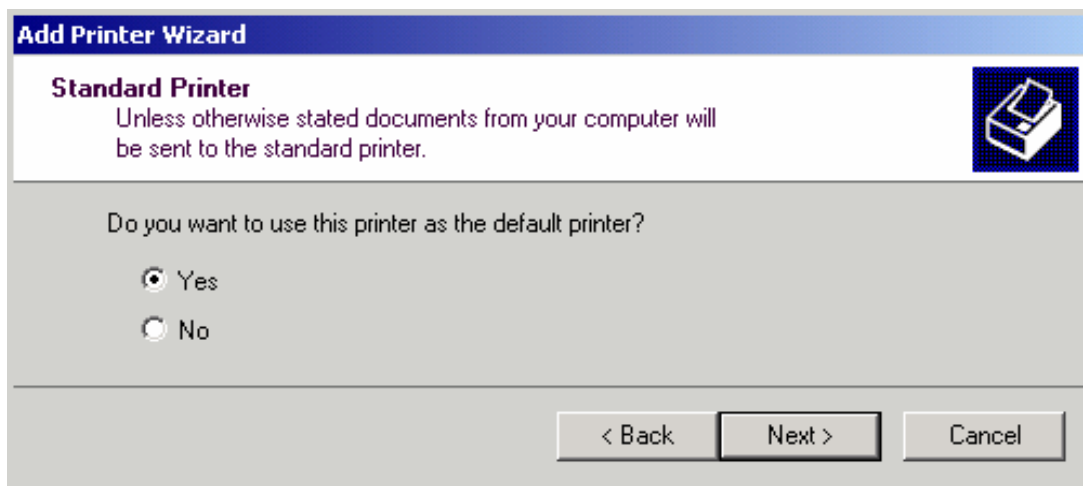 Add Printer Wizard
Standard Printer
Unless otherwise stated documents from your computer will
be sent to the standard printer.
Do you want to use this printer as the default printer?
Yes
No
< Back Next > Cancel